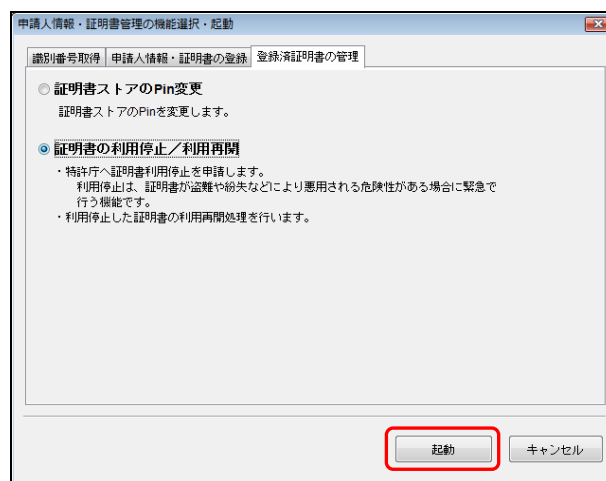 申請人情報・証明書管理の機能選択・起動
識別番号取得 申請人情報・証明書の登録 登録済証明書の管理
証明書ストアのPin変更
証明書ストアのPinを変更します。
証明書の利用停止／利用再開
・特許庁へ証明書利用停止を申請します。
利用停止は、証明書が盗難や紛失などにより悪用される危険性がある場合に緊急で
行う機能です。
・利用停止した証明書の利用再開処理を行います。
起動 キャンセル